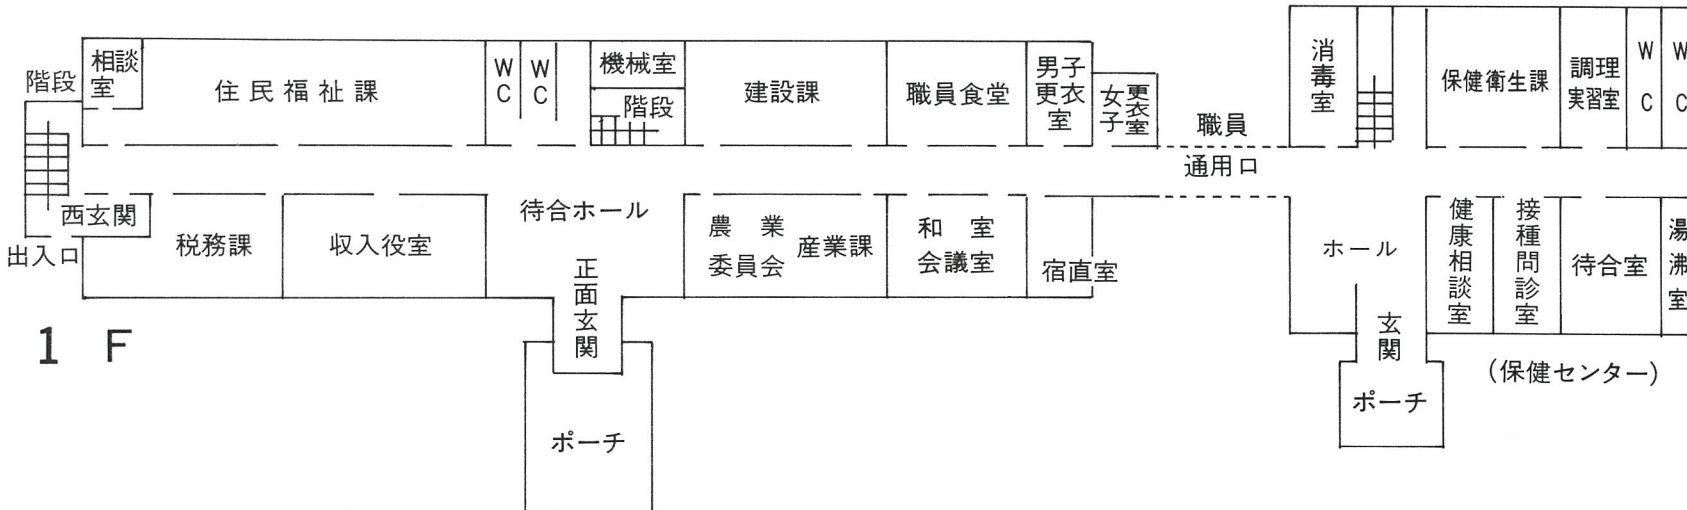 階段
相談室
住民福祉課
WC
WC
機械室
階段
建設課
職員食堂
男子更衣室
女子更衣室
職員
通用口
消毒室
保健衛生課
調理
実習室
WC
WC
西玄関
出入口
税務課
収入役室
待合ホール
正面玄関
ポーチ
農業
委員会
産業課
和室
会議室
宿直室
ホール
玄関
ポーチ
健康相談室
接種問診室
待合室
湯沸室
(保健センター)
1 F